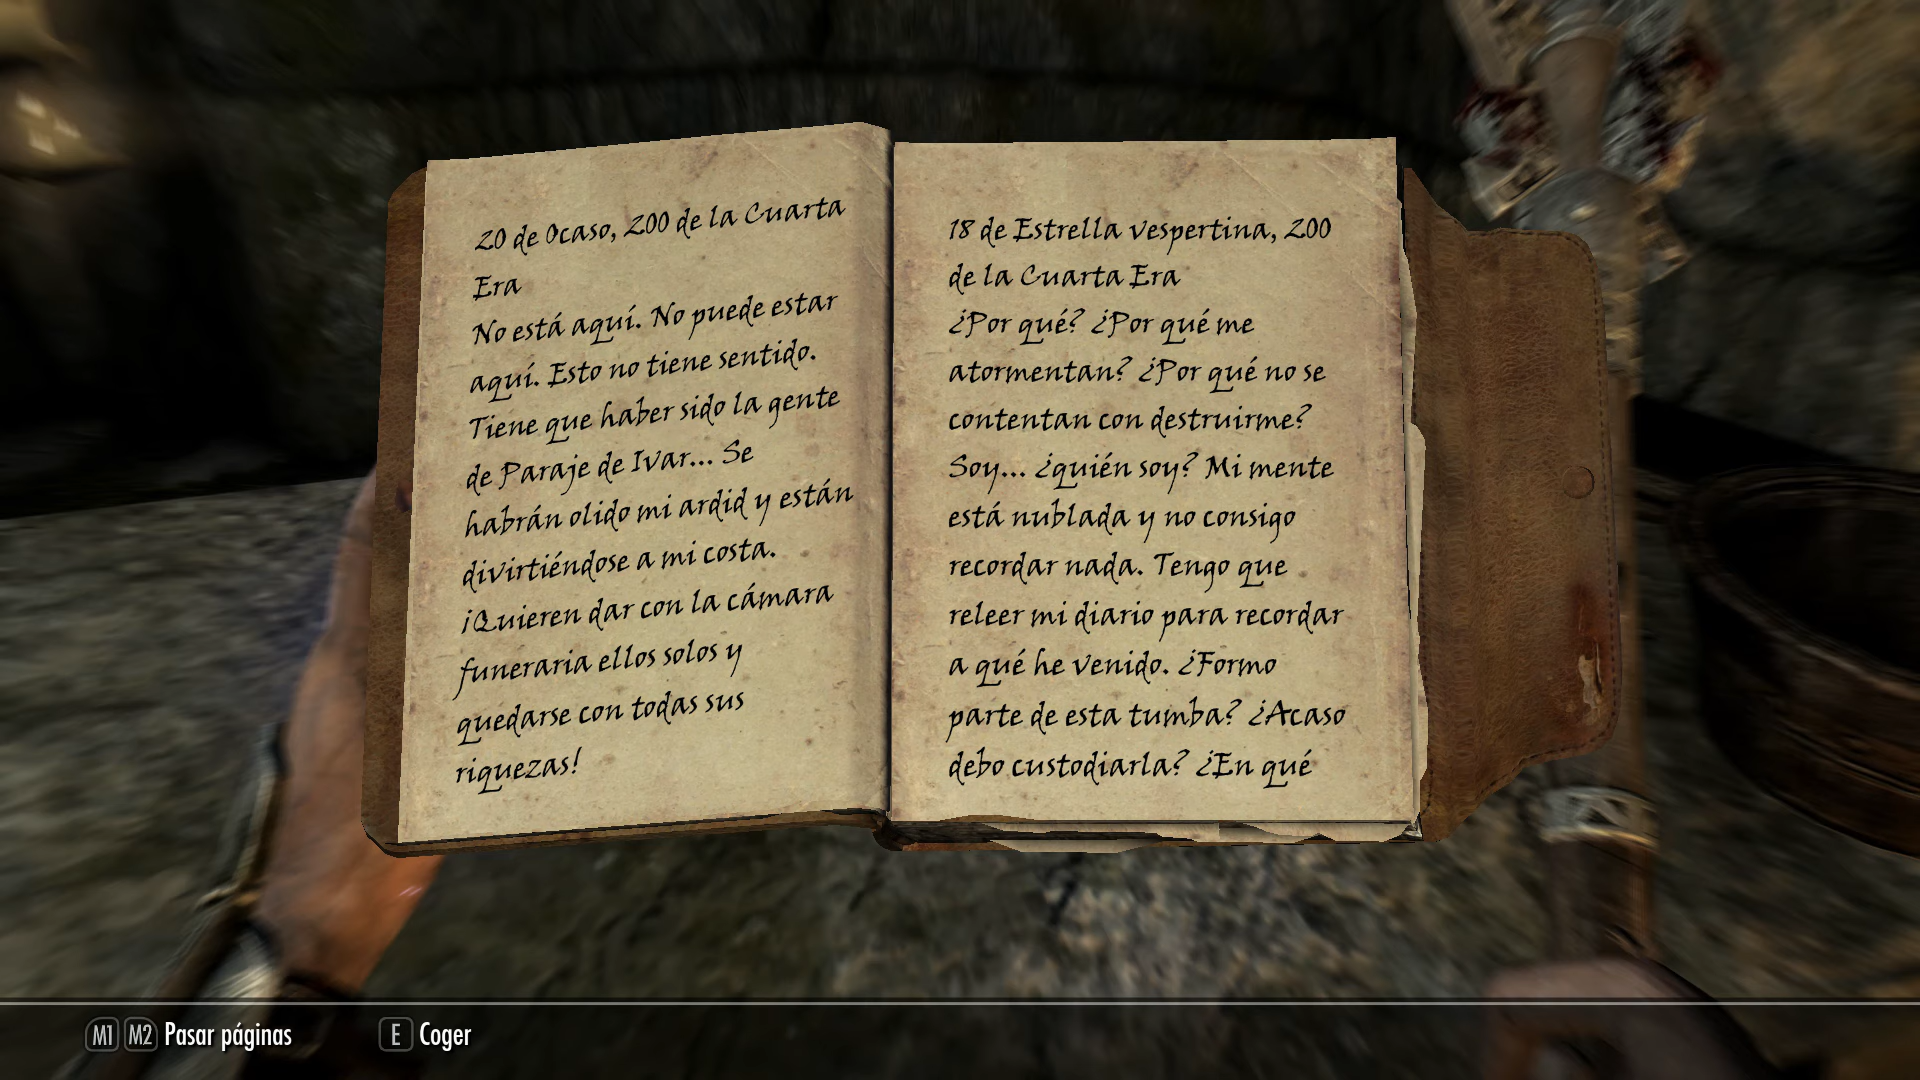 20 de Ocaso, 200 de la Cuarta
Era
No está aquí. No puede estar
aquí. Esto no tiene sentido.
Tiene que haber sido la gente
de Paraje de Ivar... Se
habrán olido mi ardid y están
divirtiéndose a mi costa.
¡Quieren dar con la cámara
funeraria ellos solos y
quedarse con todas sus
riquezas!
18 de Estrella vespertina, 200
de la Cuarta Era
¿Por qué? ¿Por qué me
atormentan? ¿Por qué no se
contentan con destruirme?
Soy... ¿quién soy? Mi mente
está nublada y no consigo
recordar nada. Tengo que
releer mi diario para recordar
a qué he venido. ¿Formo
parte de esta tumba? ¿Acaso
debo custodiarla? ¿En qué
M1 M2 Pasar páginas
E Coger